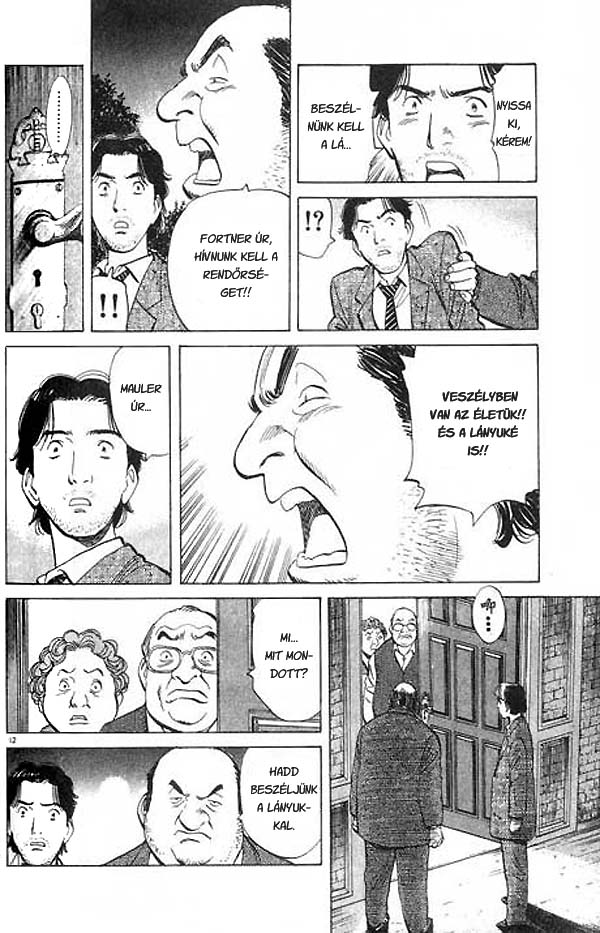 NYISSA
KI,
KÉREM!
BESZÉL-
NÜNK KELL
A LÁ...
!?
FORTNER ÚR,
HÍVNUNK KELL A
RENDŐRSÉ-
GET!!
!!
......
VESZÉLYBEN
VAN AZ ÉLETÜK!!
ÉS A LÁNYUKÉ
IS!!
MAULER
ÚR...
...
MI...
MIT MON-
DOTT?
12
HADD
BESZÉLJÜNK
A LÁNYUK-
KAL.